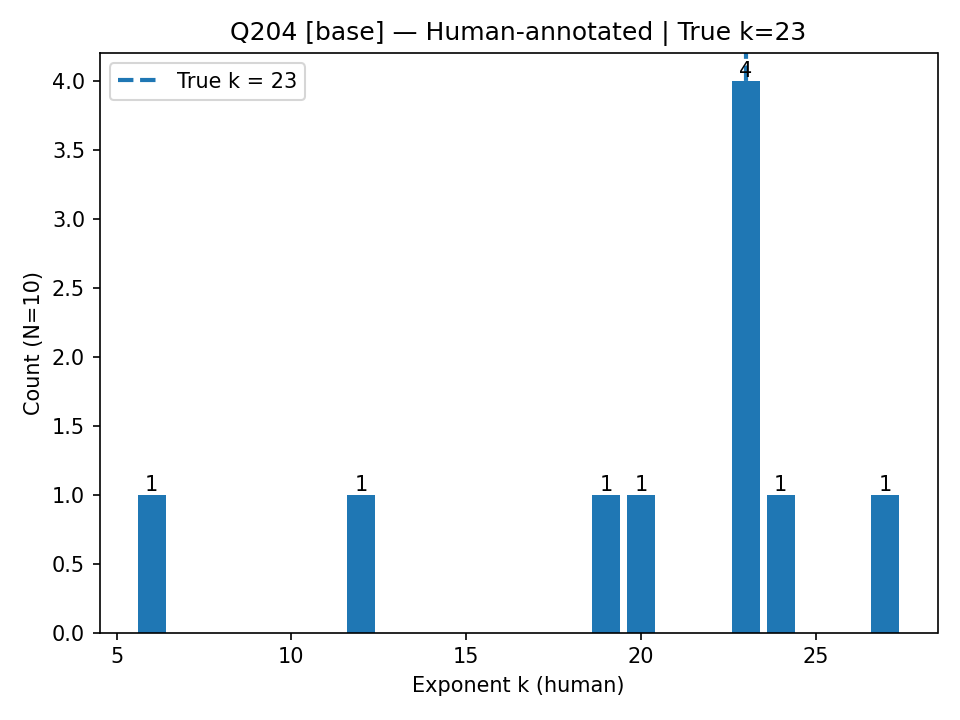 Q204 [base] — Human-annotated | True k=23
True k = 23
4
1 1 1 1 1 1
4.0
3.5
3.0
2.5
2.0
1.5
1.0
0.5
0.0
Count (N=10)
5 10 15 20 25
Exponent k (human)